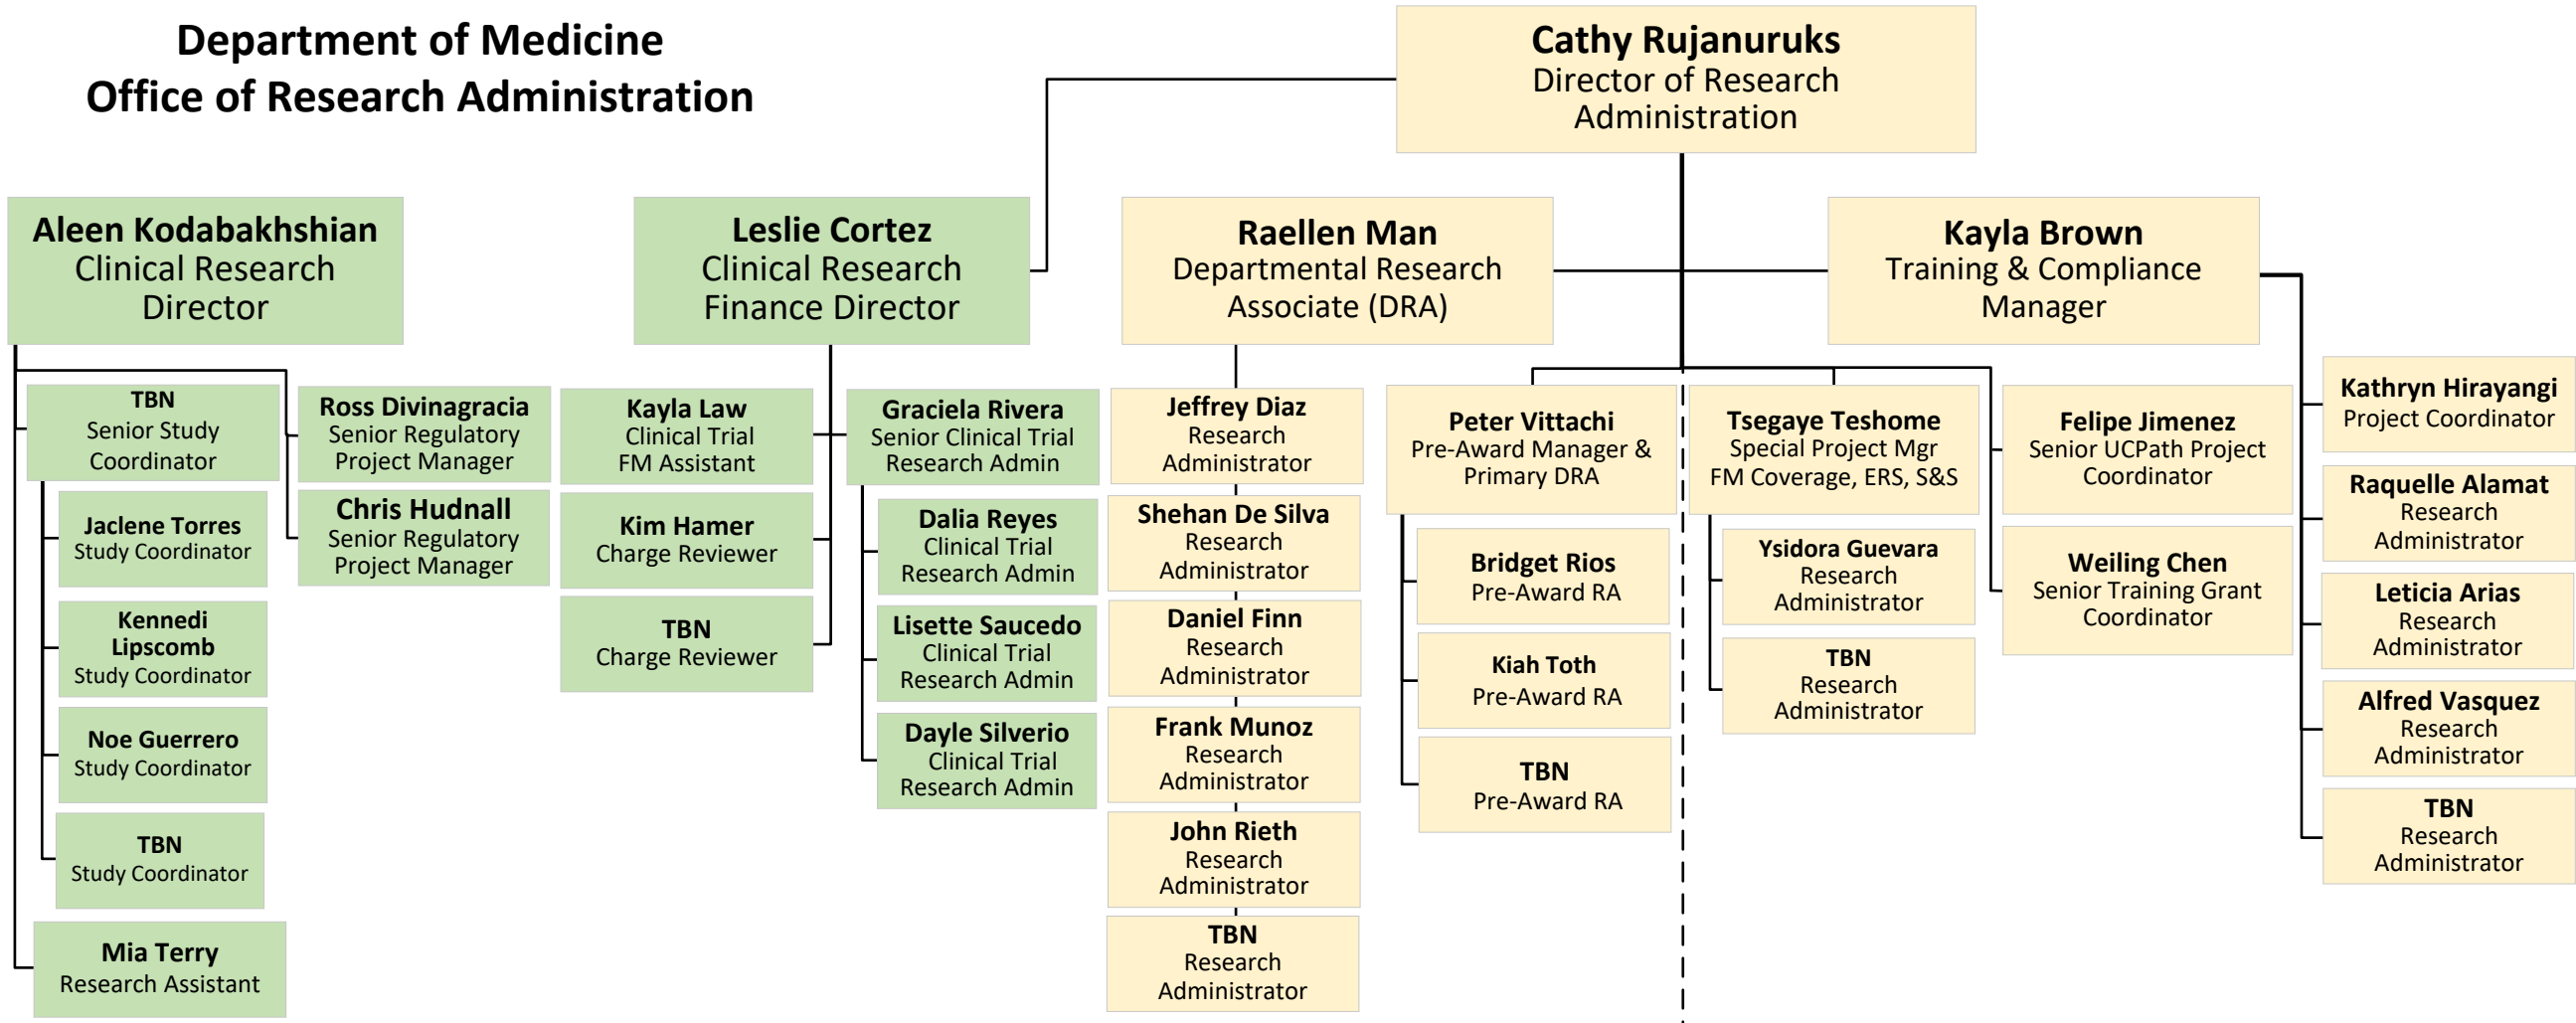 Department of Medicine
Office of Research Administration
Cathy Rujanuruks
Director of Research
Administration
Aleen Kodabakhshian
Clinical Research
Director
Leslie Cortez
Clinical Research
Finance Director
Raellen Man
Departmental Research
Associate (DRA)
Kayla Brown
Training & Compliance
Manager
TBN
Senior Study
Coordinator
Jaclene Torres
Study Coordinator
Kennedi
Lipscomb
Study Coordinator
Noe Guerrero
Study Coordinator
TBN
Study Coordinator
Mia Terry
Research Assistant
Ross Divinagracia
Senior Regulatory
Project Manager
Chris Hudnall
Senior Regulatory
Project Manager
Kayla Law
Clinical Trial
FM Assistant
Kim Hamer
Charge Reviewer
TBN
Charge Reviewer
Graciela Rivera
Senior Clinical Trial
Research Admin
Dalia Reyes
Clinical Trial
Research Admin
Lisette Saucedo
Clinical Trial
Research Admin
Dayle Silverio
Clinical Trial
Research Admin
Jeffrey Diaz
Research
Administrator
Shehan De Silva
Research
Administrator
Daniel Finn
Research
Administrator
Frank Munoz
Research
Administrator
John Rieth
Research
Administrator
TBN
Research
Administrator
Peter Vittachi
Pre-Award Manager &
Primary DRA
Bridget Rios
Pre-Award RA
Kiah Toth
Pre-Award RA
TBN
Pre-Award RA
Tsegaye Teshome
Special Project Mgr
FM Coverage, ERS, S&S
Ysidora Guevara
Research
Administrator
TBN
Research
Administrator
Felipe Jimenez
Senior UCPath Project
Coordinator
Weiling Chen
Senior Training Grant
Coordinator
Kathryn Hirayangi
Project Coordinator
Raquelle Alamat
Research
Administrator
Leticia Arias
Research
Administrator
Alfred Vasquez
Research
Administrator
TBN
Research
Administrator